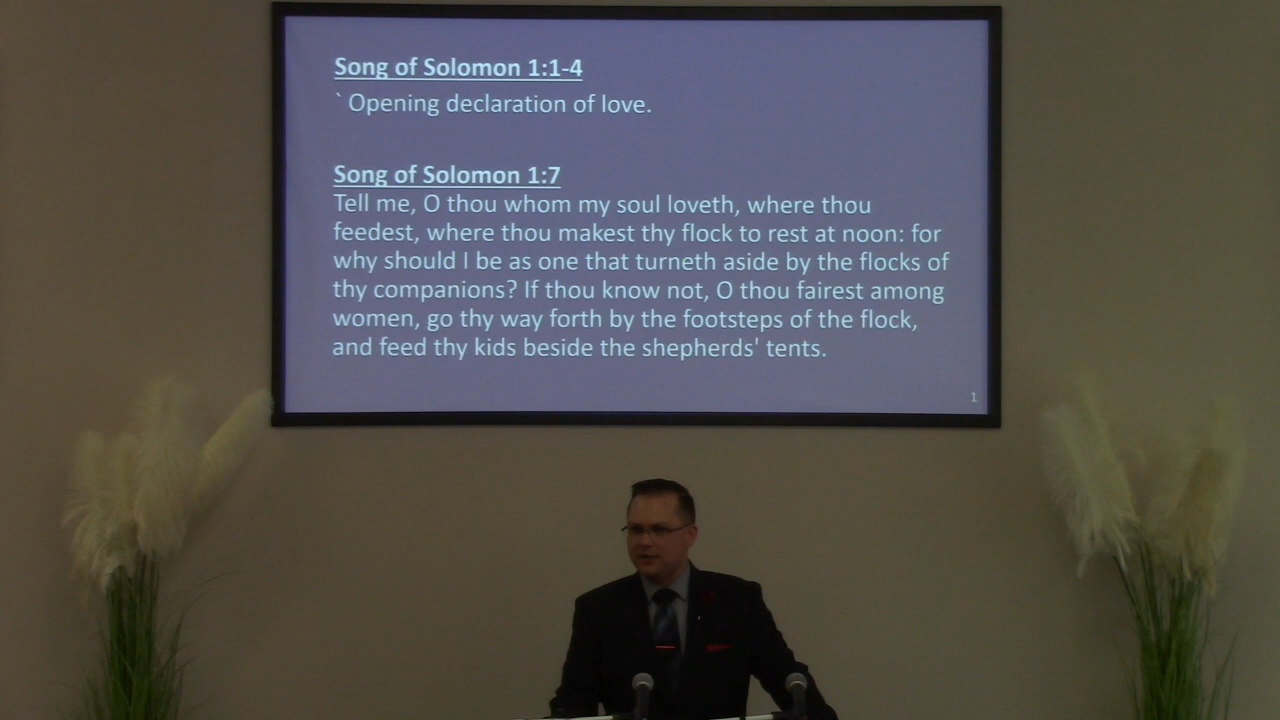 Song of Solomon 1:1-4
` Opening declaration of love.
Song of Solomon 1:7
Tell me, O thou whom my soul loveth, where thou
feedest, where thou makest thy flock to rest at noon: for
why should I be as one that turneth aside by the flocks of
thy companions? If thou know not, O thou fairest among
women, go thy way forth by the footsteps of the flock,
and feed thy kids beside the shepherds' tents.
1